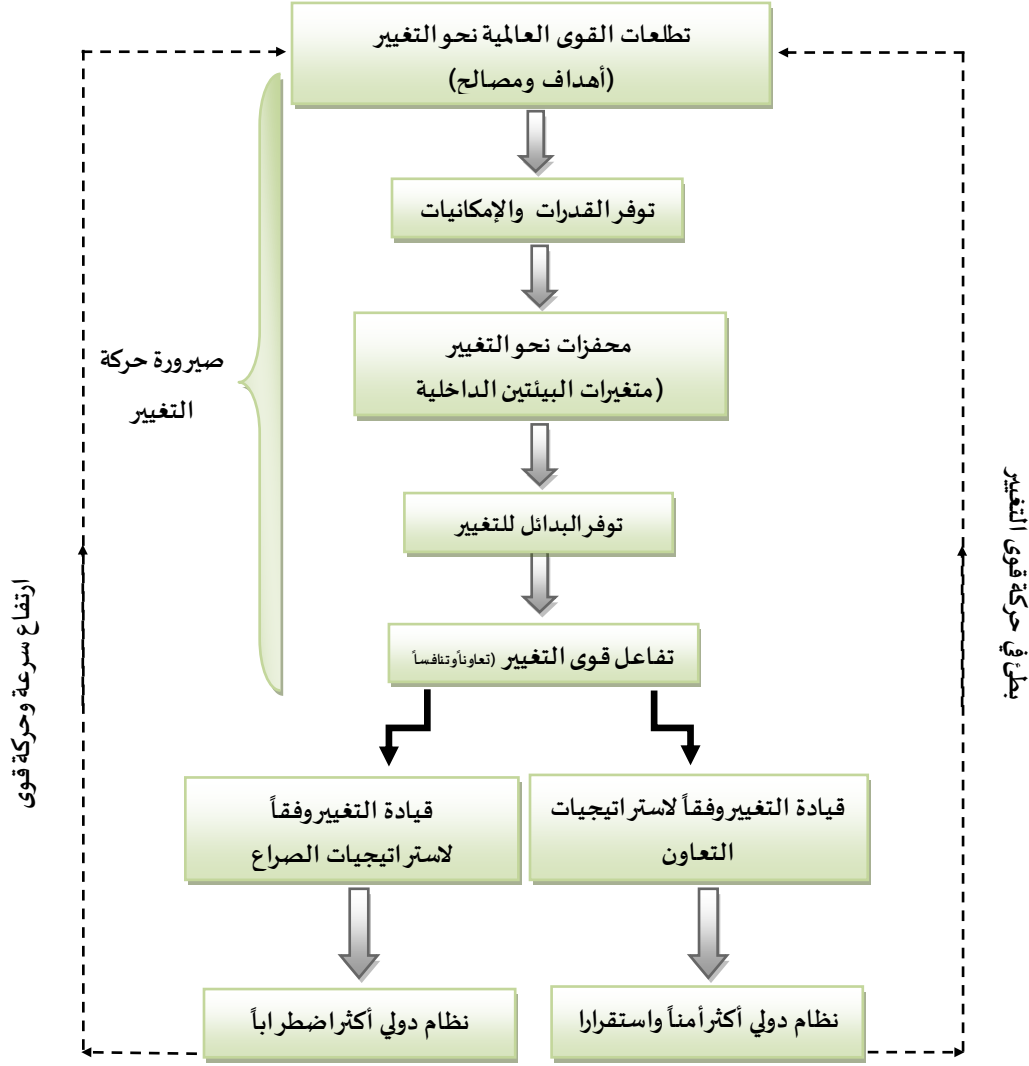 تطلعات القوى العالمية نحو التغيير
(أهداف ومصالح)
توفر القدرات والإمكانيات
محفزات نحو التغيير
(متغيرات البيئتين الداخلية
صيرورة حركة
التغيير
توفر البدائل للتغيير
تفاعل قوى التغيير (تعاوناً وتنافساً
بطئ في حركة قوى التغيير
ارتفاع سرعة وحركة قوى
قيادة التغيير وفقاً لاستراتيجيات
التعاون
قيادة التغيير وفقاً
لاستراتيجيات الصراع
نظام دولي أكثر أمناً واستقرارا
نظام دولي أكثر اضطراباً